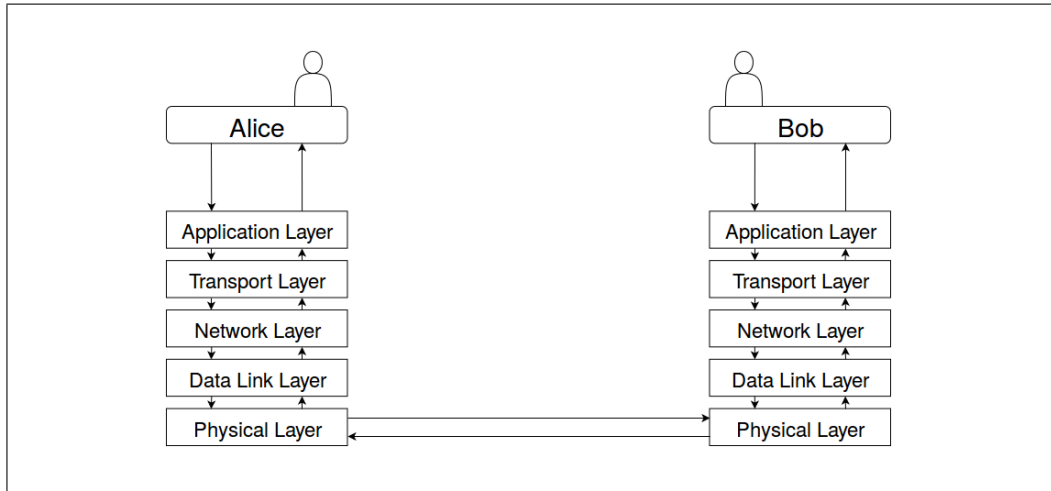 Alice
Application Layer
Transport Layer
Network Layer
Data Link Layer
Physical Layer
Bob
Application Layer
Transport Layer
Network Layer
Data Link Layer
Physical Layer